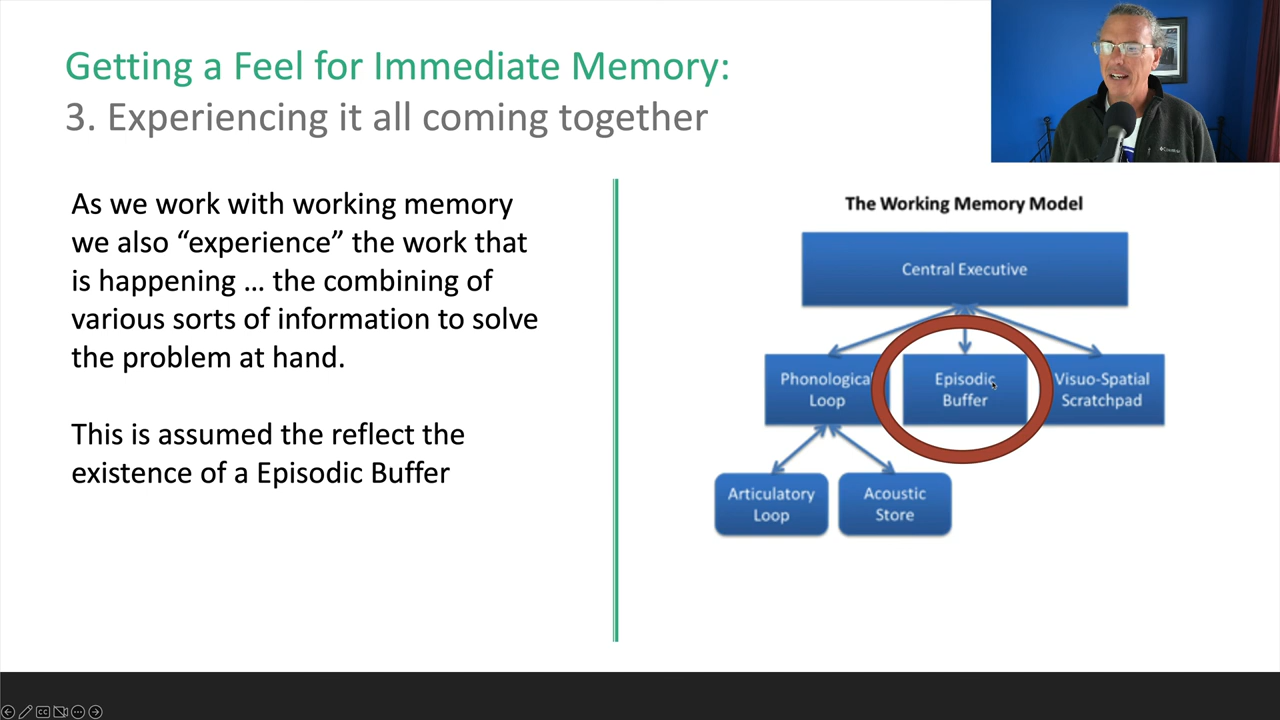 Getting a Feel for Immediate Memory:
3. Experiencing it all coming together
As we work with working memory
we also “experience” the work that
is happening … the combining of
various sorts of information to solve
the problem at hand.
This is assumed the reflect the
existence of a Episodic Buffer
The Working Memory Model
Central Executive
Phonological
Loop
Episodic
Buffer
Visuo-Spatial
Scratchpad
Articulatory
Loop
Acoustic
Store